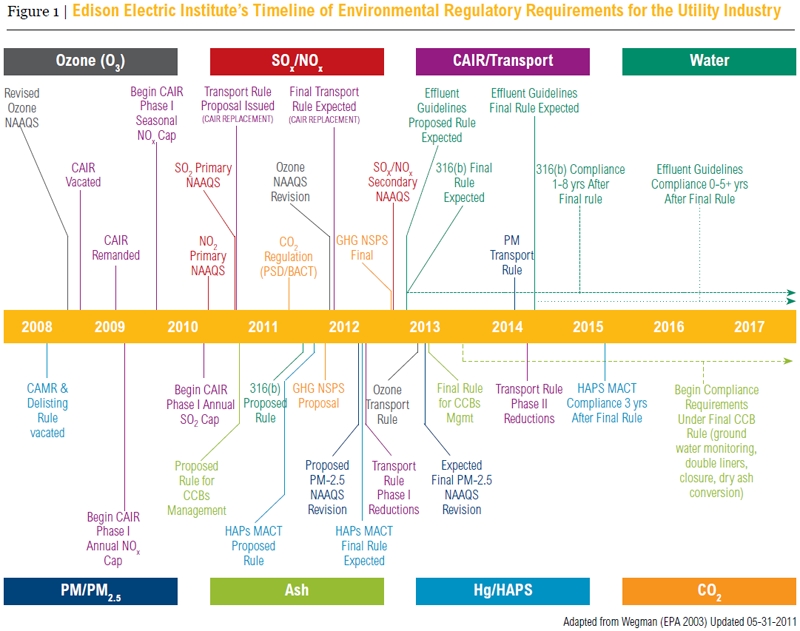 Figure 1 | Edison Electric Institute's Timeline of Environmental Regulatory Requirements for the Utility Industry
Ozone (O3)
SOx/NOx
CAIR/Transport
Water
Revised
Ozone
NAAQS
CAIR
Vacated
CAIR
Remanded
Begin CAIR
Phase I
Seasonal
NOx Cap
SO2 Primary
NAAQS
NO2
Primary
NAAQS
Transport Rule
Proposal Issued
(CAIR REPLACEMENT)
CO2
Regulation
(PSD/BACT)
Ozone
NAAQS
Revision
Final Transport
Rule Expected
(CAIR REPLACEMENT)
GHG NSPS
Final
SOx/NOx
Secondary
NAAQS
Effluent
Guidelines
Proposed Rule
Expected
316(b) Final
Rule
Expected
Effluent Guidelines
Final Rule Expected
PM
Transport
Rule
316(b) Compliance
1-8 yrs After
Final rule
Effluent Guidelines
Compliance 0-5+ yrs
After Final Rule
2008 2009 2010 2011 2012 2013 2014 2015 2016 2017
CAMR &
Delisting
Rule
vacated
Begin CAIR
Phase I
Annual NOx
Cap
Begin CAIR
Phase I Annual
SO2 Cap
Proposed
Rule for
CCBs
Management
316(b)
Proposed
Rule
HAPs MACT
Proposed
Rule
GHG NSPS
Proposal
Proposed
PM-2.5
NAAQS
Revision
HAPs MACT
Final Rule
Expected
Transport
Rule
Phase I
Reductions
Ozone
Transport
Rule
Expected
Final PM-2.5
NAAQS
Revision
Final Rule
for CCBs
Mgmt
Transport Rule
Phase II
Reductions
HAPS MACT
Compliance 3 yrs
After Final Rule
Begin Compliance
Requirements
Under Final CCB
Rule (ground
water monitoring,
double liners,
closure, dry ash
conversion)
PM/PM2.5
Ash
Hg/HAPS
CO2
Adapted from Wegman (EPA 2003) Updated 05-31-2011